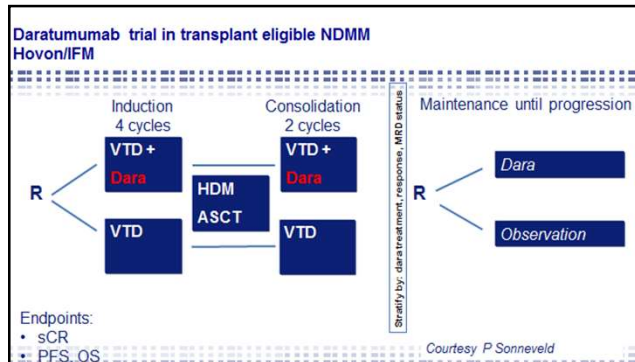 Daratumumab trial in transplant eligible NDMM
Hovon/IFM
Induction
4 cycles
Consolidation
2 cycles
Maintenance until progression
R
VTD +
Dara
VTD
HDM
ASCT
VTD +
Dara
VTD
Stratify by: dara treatment, response, MRD status
R
Dara
Observation
Endpoints:
• sCR
• PFS, OS
Courtesy P Sonneveld